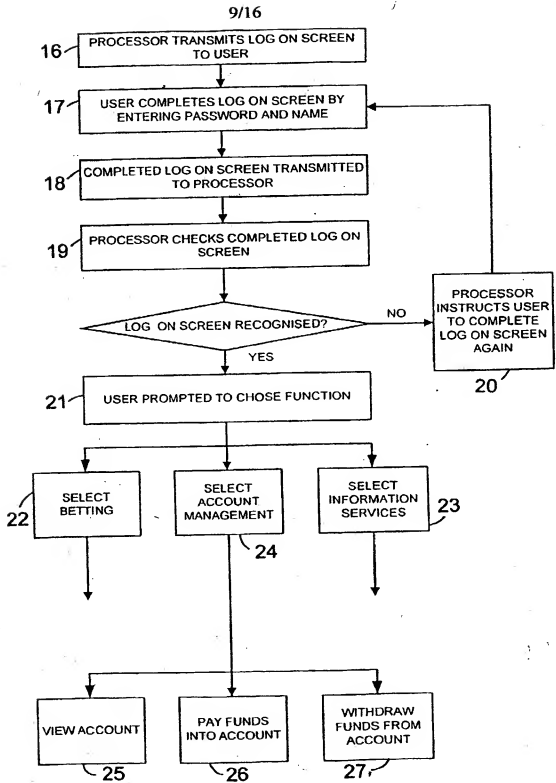 9/16
16
PROCESSOR TRANSMITS LOG ON SCREEN
TO USER
17
USER COMPLETES LOG ON SCREEN BY
ENTERING PASSWORD AND NAME
18
COMPLETED LOG ON SCREEN TRANSMITTED
TO PROCESSOR
19
PROCESSOR CHECKS COMPLETED LOG ON
SCREEN
LOG ON SCREEN RECOGNISED?
NO
PROCESSOR
INSTRUCTS USER
TO COMPLETE
LOG ON SCREEN
AGAIN
20
YES
21
USER PROMPTED TO CHOSE FUNCTION
22
SELECT
BETTING
SELECT
ACCOUNT
MANAGEMENT
24
SELECT
INFORMATION
SERVICES
23
VIEW ACCOUNT
25
PAY FUNDS
INTO ACCOUNT
26
WITHDRAW
FUNDS FROM
ACCOUNT
27